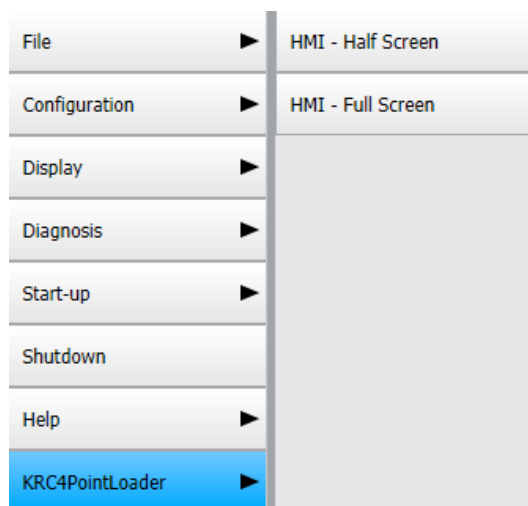 File
Configuration
Display
Diagnosis
Start-up
Shutdown
Help
KRC4PointLoader
HMI - Half Screen
HMI - Full Screen